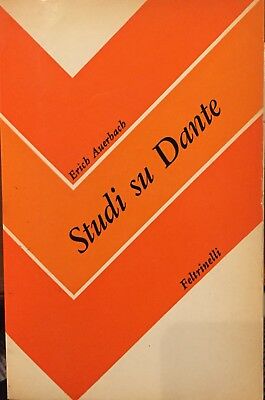 Erich Auerbach
Studi su Dante
Feltrinelli